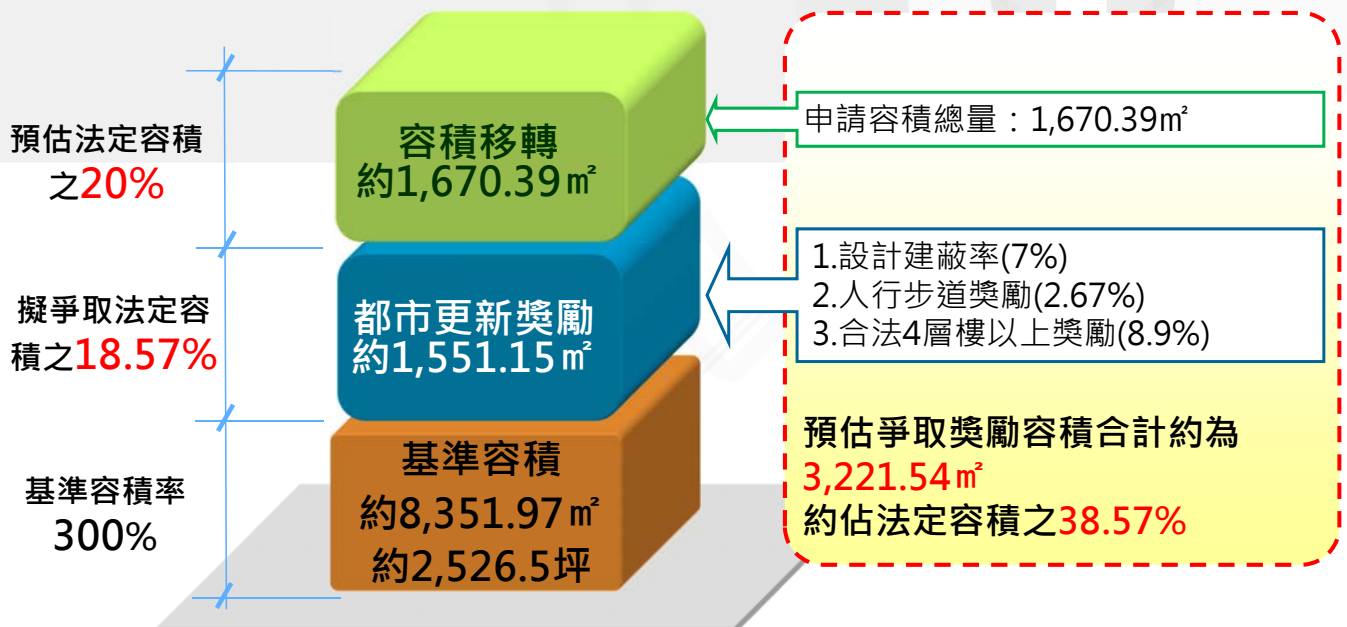 預估法定容積
之20%
擬爭取法定容
積之18.57%
基準容積率
300%
容積移轉
約1,670.39㎡
都市更新獎勵
約1,551.15㎡
基準容積
約8,351.97㎡
約2,526.5坪
申請容積總量：1,670.39㎡
1.設計建蔽率(7%)
2.人行步道獎勵(2.67%)
3.合法4層樓以上獎勵(8.9%)
預估爭取獎勵容積合計約為
3,221.54㎡
約佔法定容積之38.57%